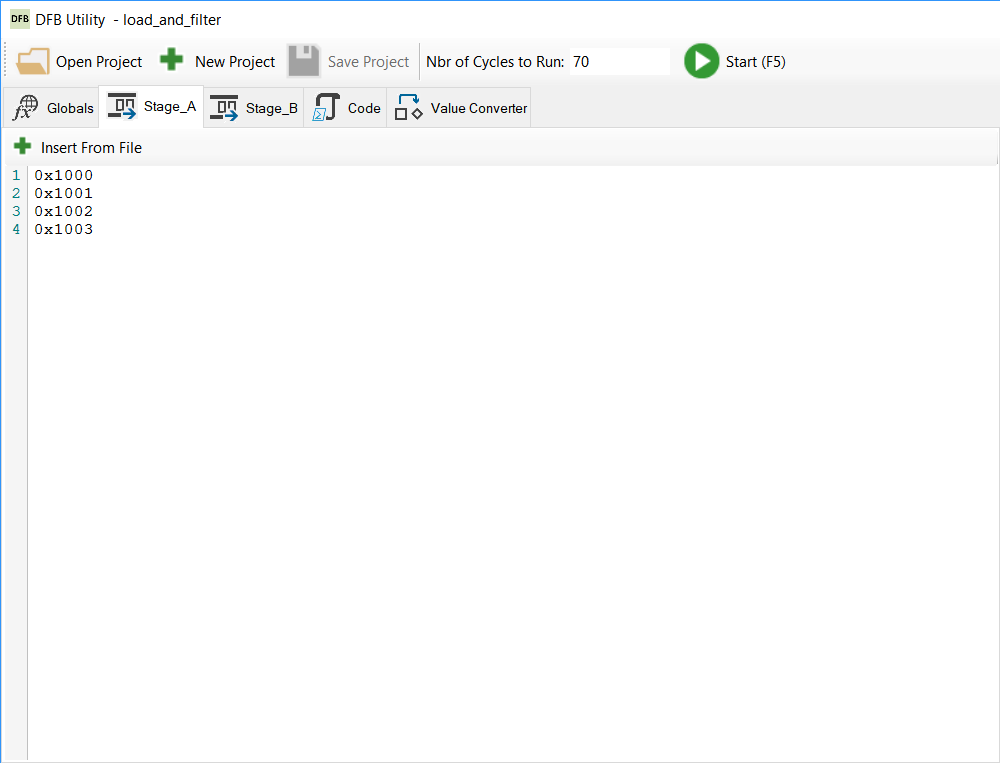 DFB DFB Utility - load_and_filter
Open Project New Project Save Project Nbr of Cycles to Run: 70 Start (F5)
Globals Stage_A Stage_B Code Value Converter
Insert From File
1 0x1000
2 0x1001
3 0x1002
4 0x1003